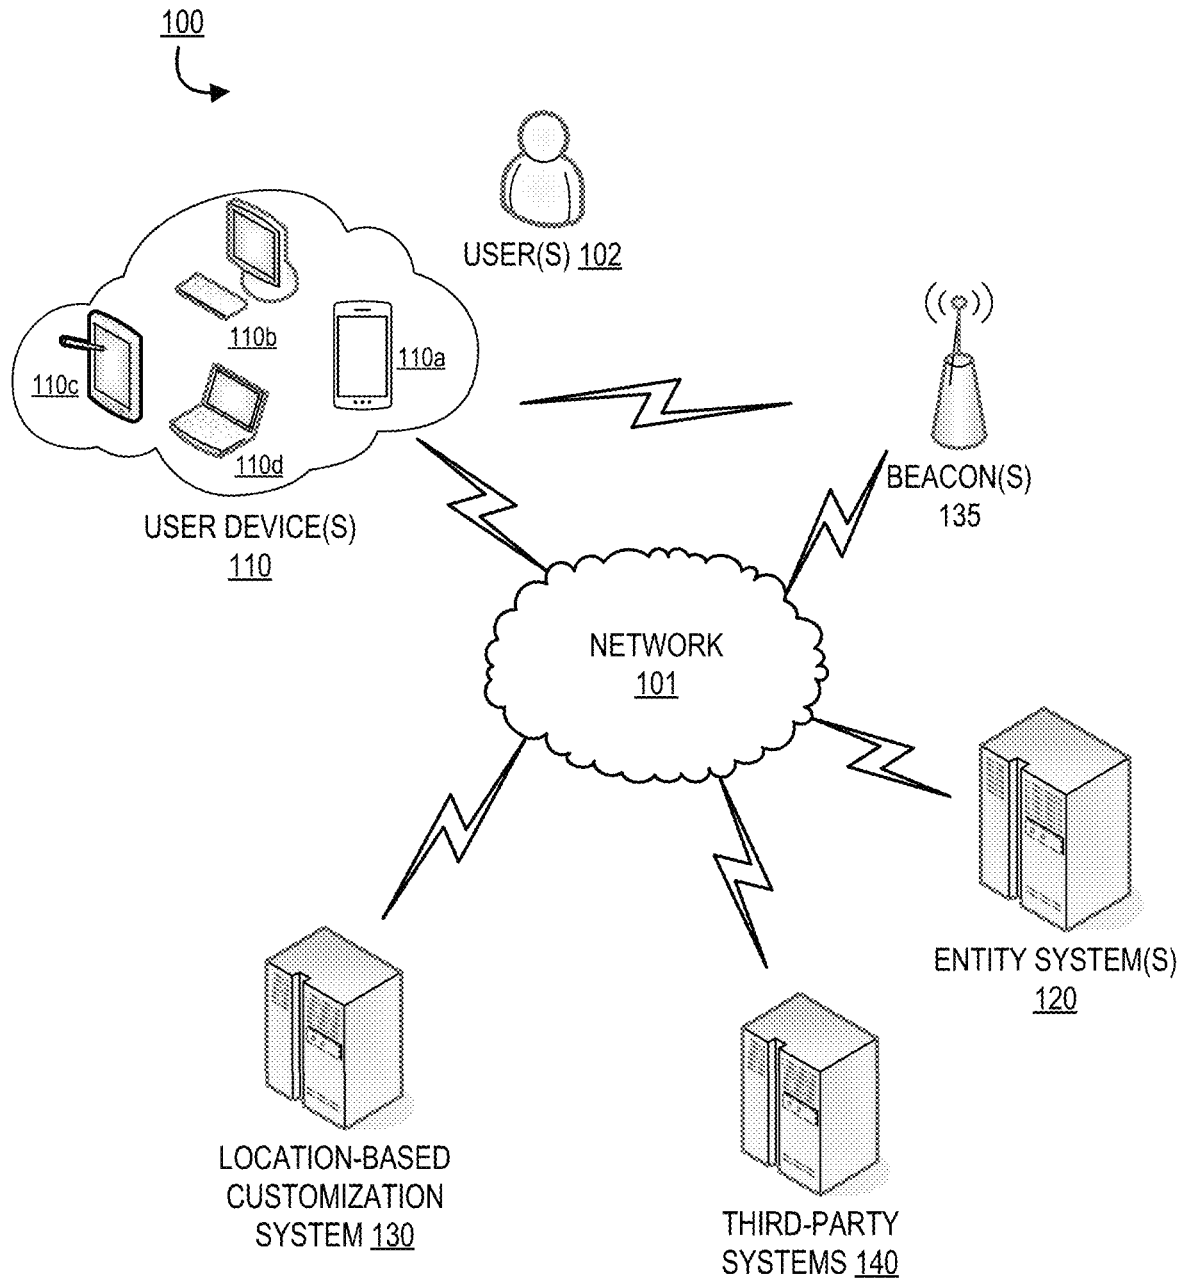 100
USER(S) 102
110b
110a
110c
110d
USER DEVICE(S)
110
BEACON(S)
135
NETWORK
101
ENTITY SYSTEM(S)
120
LOCATION-BASED
CUSTOMIZATION
SYSTEM 130
THIRD-PARTY
SYSTEMS 140